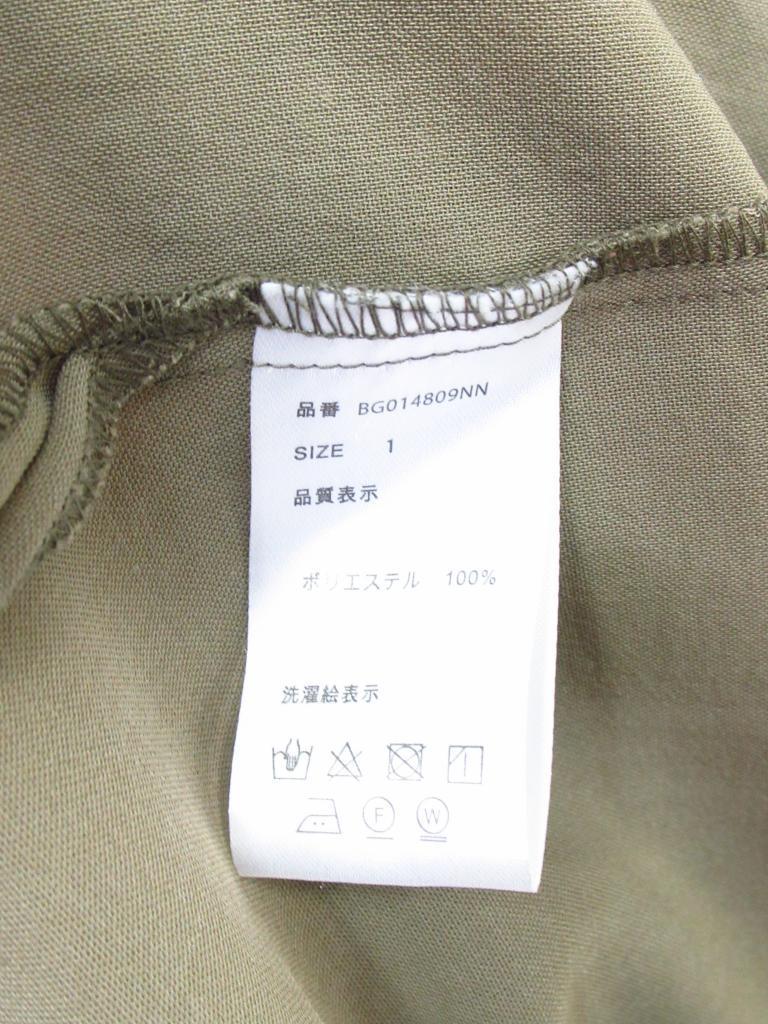 品番 BG014809NN
SIZE 1
品質表示
ポリエステル 100%
洗濯絵表示
F W